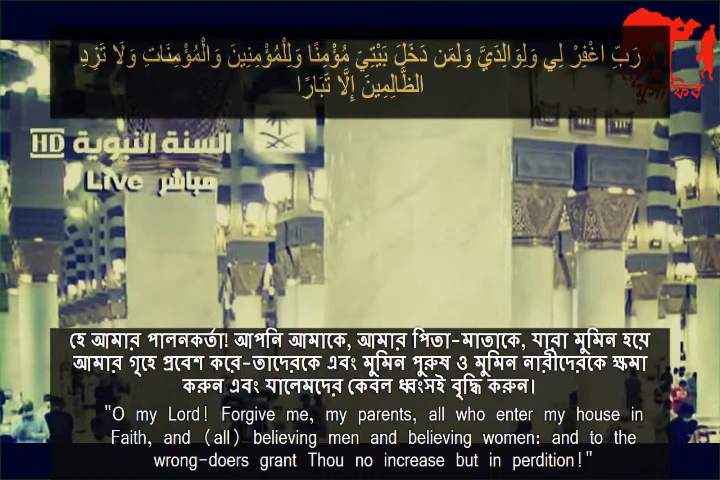 رَبِّ اغْفِرْ لِي وَلِوَالِدَيَّ وَلِمَن دَخَلَ بَيْتِيَ مُؤْمِنًا وَلِلْمُؤْمِنِينَ وَالْمُؤْمِنَاتِ وَلَا تَزِدِ
الظَّالِمِينَ إِلَّا تَبَارًا
মুসাফির
السنة النبوية HD
Live مباشر
হে আমার পালনকর্তা! আপনি আমাকে, আমার পিতা-মাতাকে, যারা মুমিন হয়ে
আমার গৃহে প্রবেশ করে-তাদেরকে এবং মুমিন পুরুষ ও মুমিন নারীদেরকে ক্ষমা
করুন এবং যালেমদের কেবল ধ্বংসই বৃদ্ধি করুন।
"O my Lord! Forgive me, my parents, all who enter my house in
Faith, and (all) believing men and believing women: and to the
wrong-doers grant Thou no increase but in perdition!"